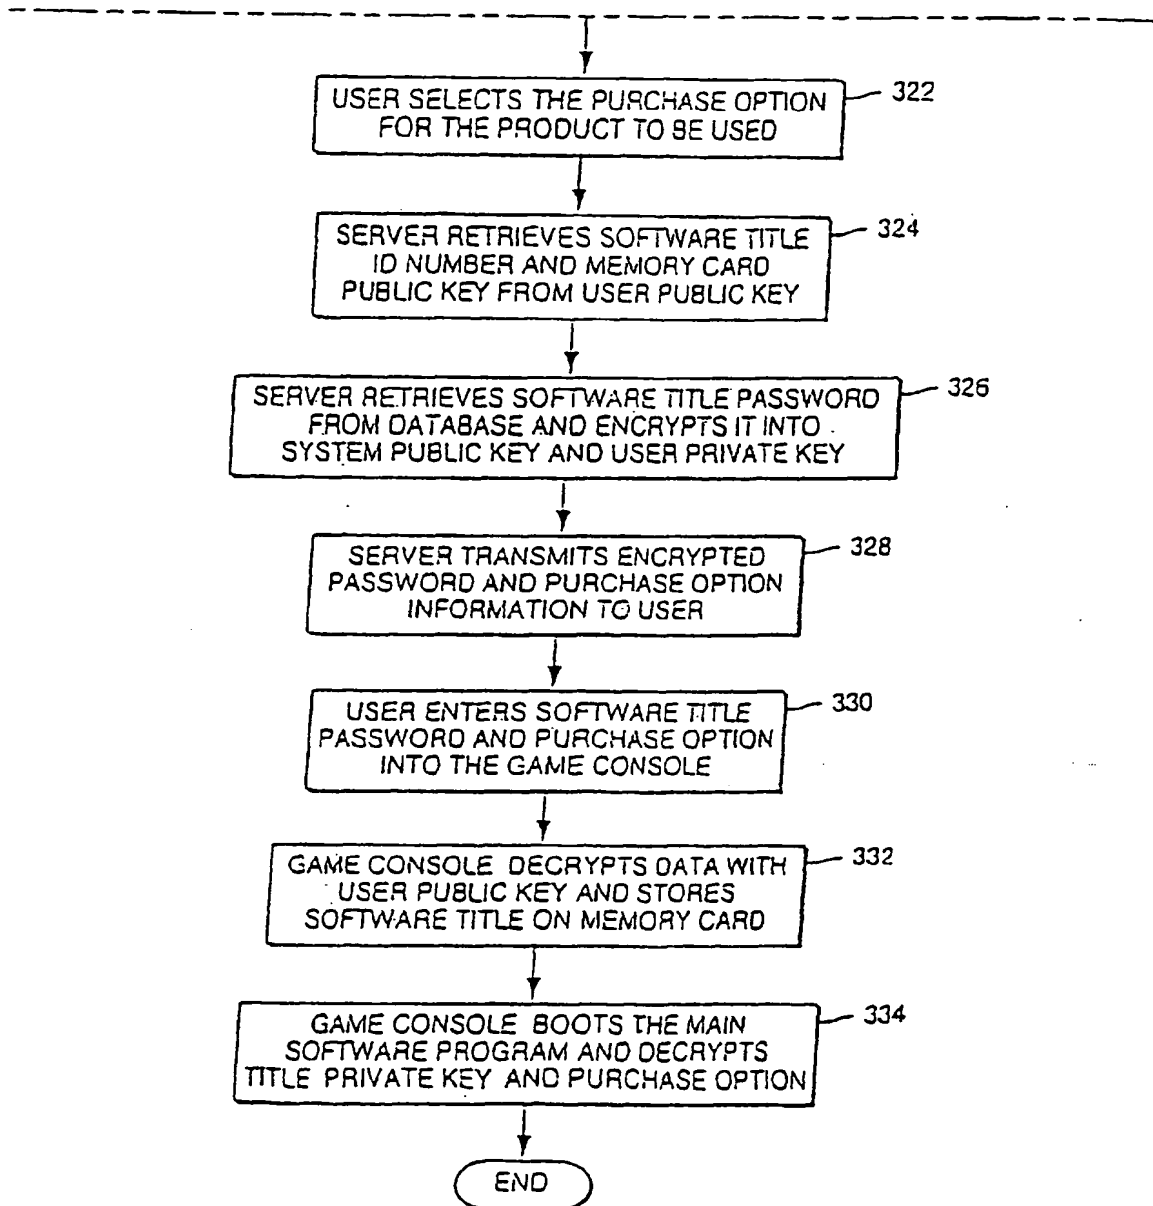 USER SELECTS THE PURCHASE OPTION
FOR THE PRODUCT TO BE USED
322
SERVER RETRIEVES SOFTWARE TITLE
ID NUMBER AND MEMORY CARD
PUBLIC KEY FROM USER PUBLIC KEY
324
SERVER RETRIEVES SOFTWARE TITLE PASSWORD
FROM DATABASE AND ENCRYPTS IT INTO
SYSTEM PUBLIC KEY AND USER PRIVATE KEY
326
SERVER TRANSMITS ENCRYPTED
PASSWORD AND PURCHASE OPTION
INFORMATION TO USER
328
USER ENTERS SOFTWARE TITLE
PASSWORD AND PURCHASE OPTION
INTO THE GAME CONSOLE
330
GAME CONSOLE DECRYPTS DATA WITH
USER PUBLIC KEY AND STORES
SOFTWARE TITLE ON MEMORY CARD
332
GAME CONSOLE BOOTS THE MAIN
SOFTWARE PROGRAM AND DECRYPTS
TITLE PRIVATE KEY AND PURCHASE OPTION
334
END